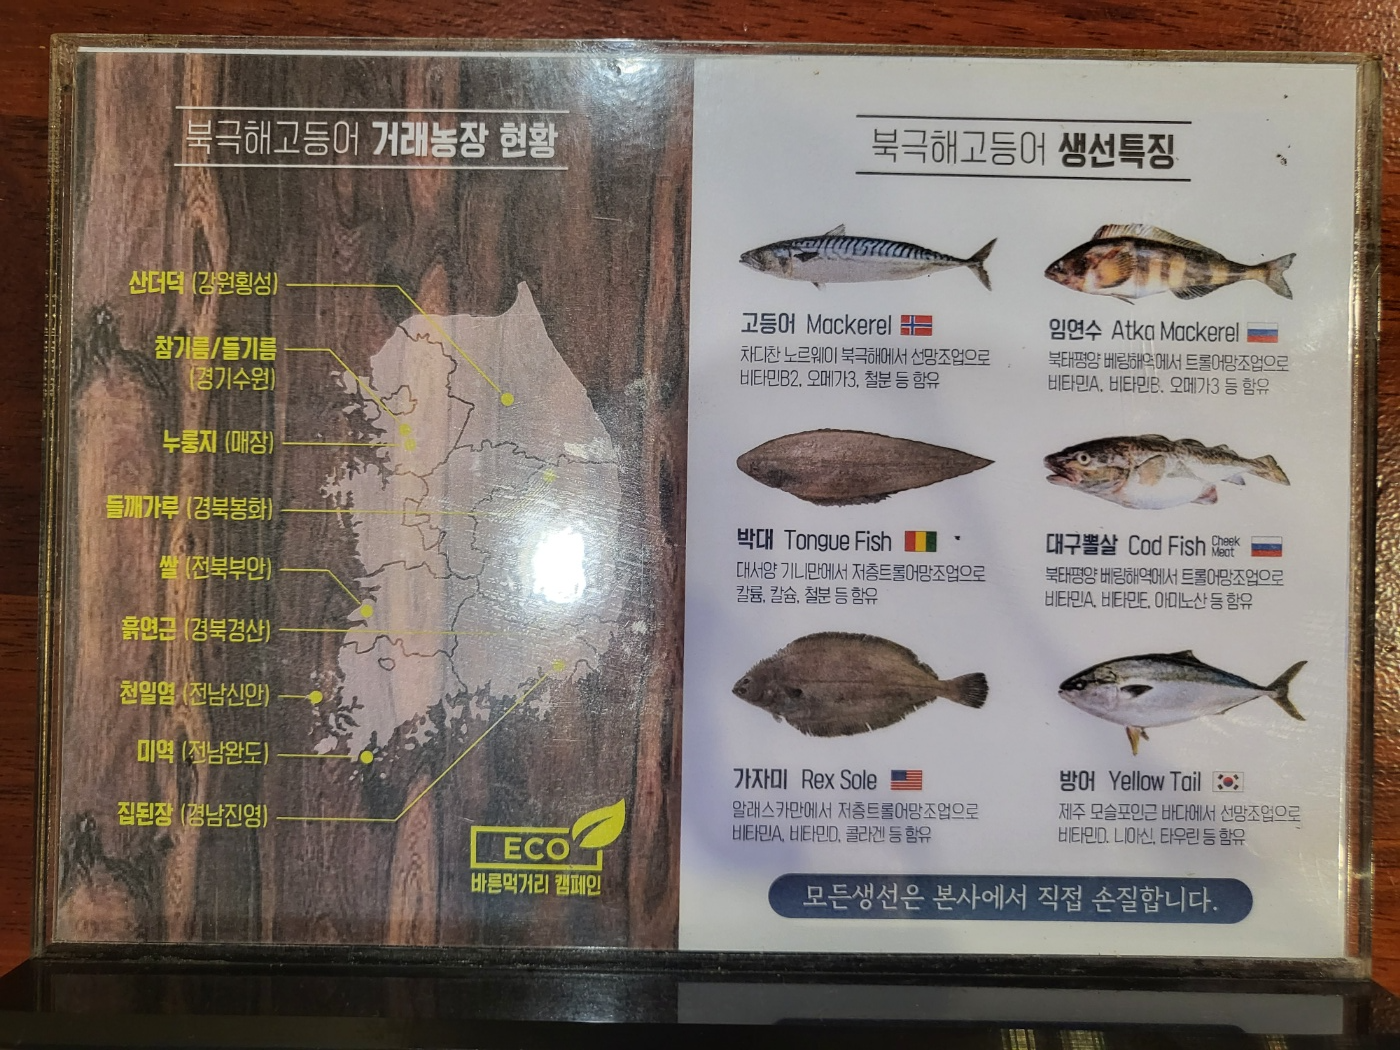 북극해고등어 거래농장 현황
산더덕 (강원횡성)
참기름/들기름
(경기수원)
누룽지 (매장)
들깨가루 (경북봉화)
쌀 (전북부안)
흙연근 (경북경산)
천일염 (전남신안)
미역 (전남완도)
집된장 (경남진영)
ECO
바른먹거리 캠페인
북극해고등어 생선특징
고등어 Mackerel
차디찬 노르웨이 북극해에서 선망조업으로
비타민B2, 오메가3, 철분 등 함유
임연수 Atka Mackerel
북태평양 베링해역에서 트롤어망조업으로
비타민A, 비타민B, 오메가3 등 함유
박대 Tongue Fish
대서양 기니만에서 저층트롤어망조업으로
칼륨, 칼슘, 철분 등 함유
대구뽈살 Cod Fish Cheek Meat
북태평양 베링해역에서 트롤어망조업으로
비타민A, 비타민E, 아미노산 등 함유
가자미 Rex Sole
알래스카만에서 저층트롤어망조업으로
비타민A, 비타민D, 콜라겐 등 함유
방어 Yellow Tail
제주 모슬포인근 바다에서 선망조업으로
비타민D, 니아신, 타우린 등 함유
모든생선은 본사에서 직접 손질합니다.